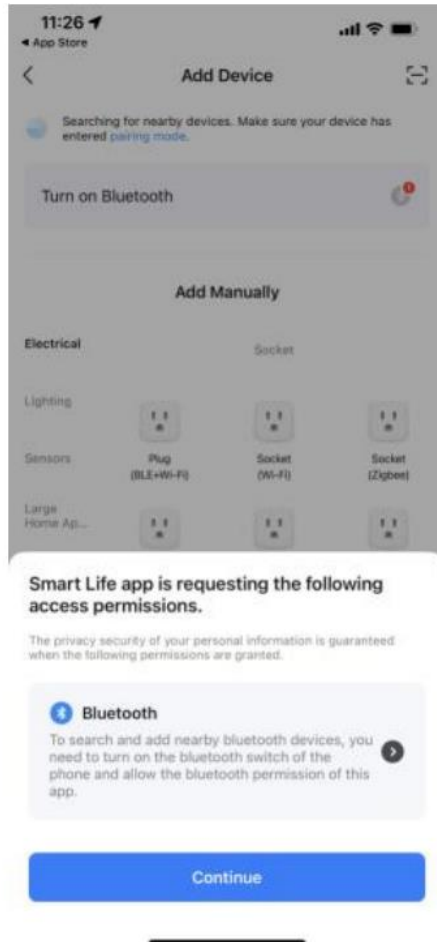 11:26
◀ App Store
Add Device
Searching for nearby devices. Make sure your device has
entered pairing mode.
Turn on Bluetooth
Add Manually
Electrical
Socket
Lighting
Sensors
Plug
(BLE+Wi-Fi)
Socket
(Wi-Fi)
Socket
(Zigbee)
Large
Home Ap...
Smart Life app is requesting the following
access permissions.
The privacy security of your personal information is guaranteed
when the following permissions are granted.
Bluetooth
To search and add nearby bluetooth devices, you
need to turn on the bluetooth switch of the
phone and allow the bluetooth permission of this
app.
Continue